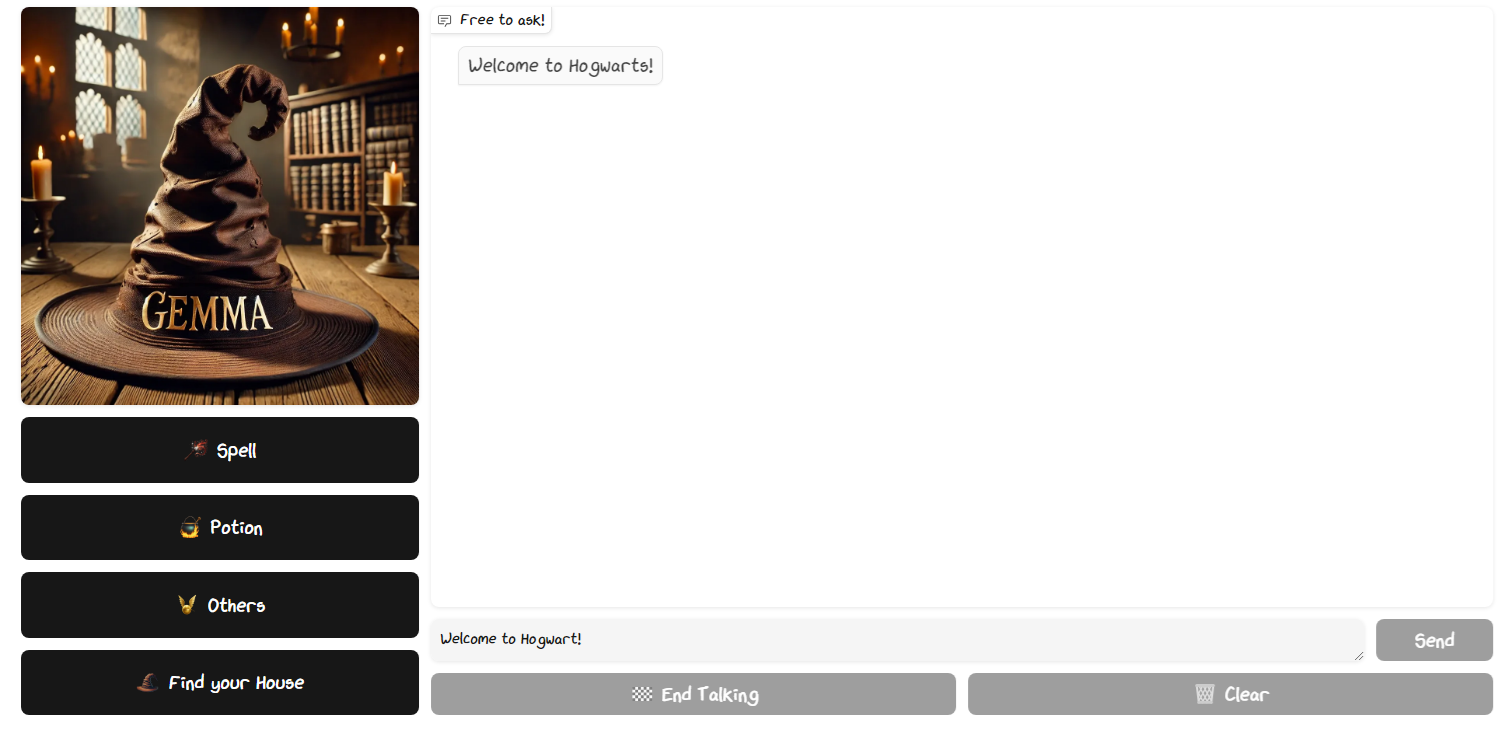 GEMMA
Spell
Potion
Others
Find your House
Free to ask!
Welcome to Hogwarts!
Welcome to Hogwart!
Send
End Talking
Clear